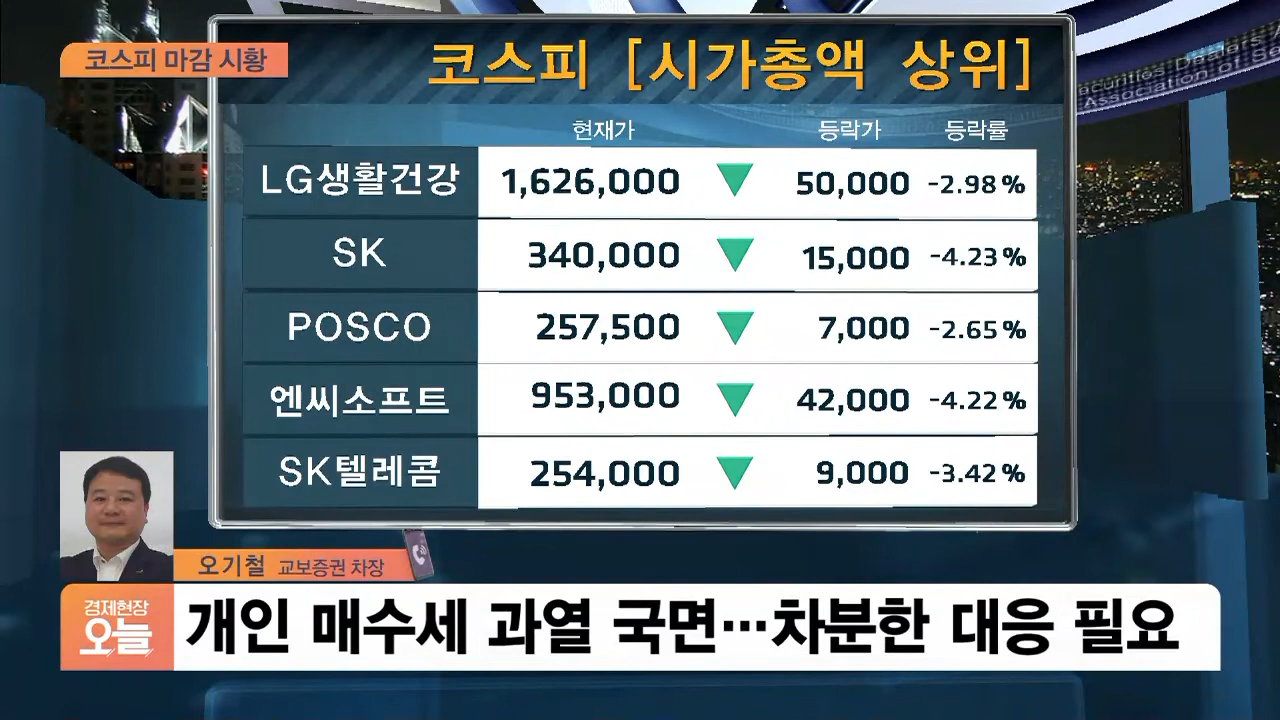 코스피 마감 시황
코스피 [시가총액 상위]
현재가 등락가 등락률
LG생활건강 1,626,000 ▼ 50,000 -2.98%
SK 340,000 ▼ 15,000 -4.23%
POSCO 257,500 ▼ 7,000 -2.65%
엔씨소프트 953,000 ▼ 42,000 -4.22%
SK텔레콤 254,000 ▼ 9,000 -3.42%
오기철 교보증권 차장
경제현장
오늘
개인 매수세 과열 국면…차분한 대응 필요